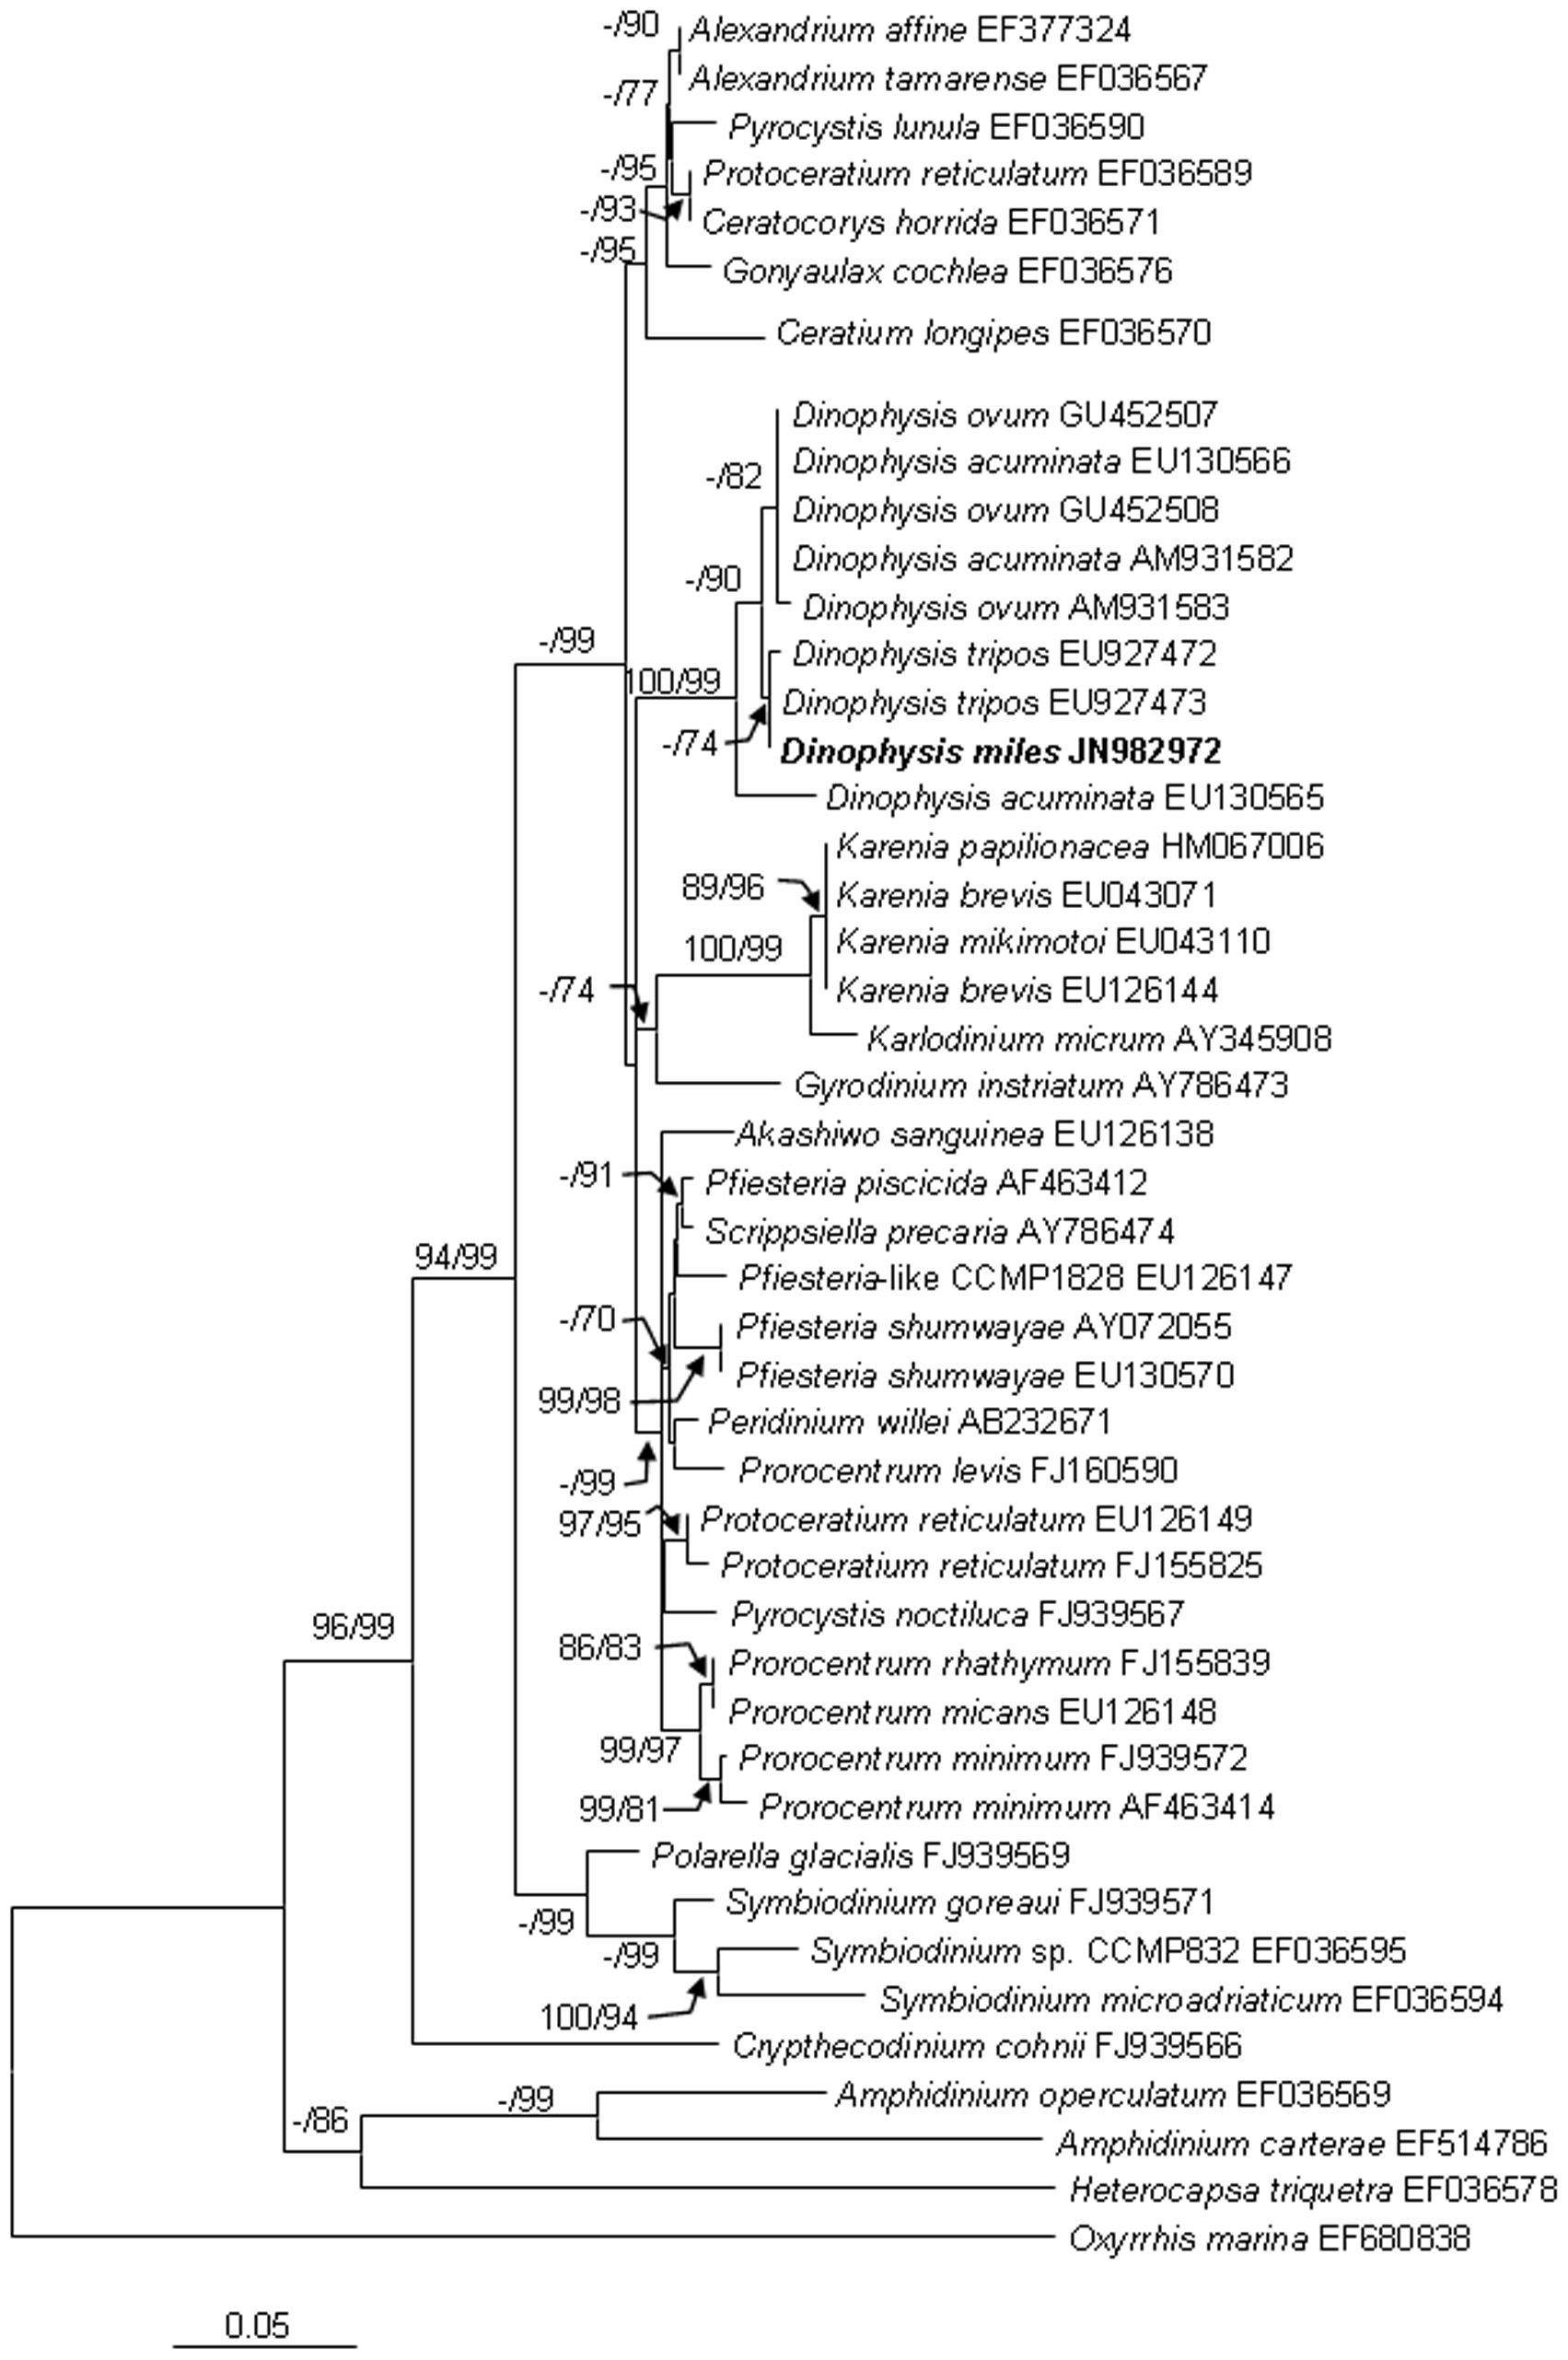 -/90
Alexandrium affine EF377324
Alexandrium tamarense EF036567
-/77
Pyrocystis lunula EF036590
-/95
Protoceratium reticulatum EF036589
-/93
Ceratocorys horrida EF036571
-/95
Gonyaulax cochlea EF036576
Ceratium longipes EF036570
Dinophysis ovum GU452507
Dinophysis acuminata EU130566
-/82
Dinophysis ovum GU452508
Dinophysis acuminata AM931582
-/90
Dinophysis ovum AM931583
-/99
Dinophysis tripos EU927472
100/99
Dinophysis tripos EU927473
-/74
Dinophysis miles JN982972
Dinophysis acuminata EU130565
Karenia papilionacea HM067006
89/96
Karenia brevis EU043071
100/99
Karenia mikimotoi EU043110
-/74
Karenia brevis EU126144
Karlodinium micrum AY345908
Gyrodinium instriatum AY786473
Akashiwo sanguinea EU126138
-/91
Pfiesteria piscicida AF463412
Scrippsiella precaria AY786474
94/99
Pfiesteria-like CCMP1828 EU126147
-/70
Pfiesteria shumwayae AY072055
Pfiesteria shumwayae EU130570
99/98
Peridinium willei AB232671
Prorocentrum levis FJ160590
-/99
97/95
Protoceratium reticulatum EU126149
Protoceratium reticulatum FJ155825
Pyrocystis noctiluca FJ939567
96/99
86/83
Prorocentrum rhathymum FJ155839
Prorocentrum micans EU126148
99/97
Prorocentrum minimum FJ939572
99/81
Prorocentrum minimum AF463414
Polarella glacialis FJ939569
Symbiodinium goreaui FJ939571
-/99
-/99
Symbiodinium sp. CCMP832 EF036595
Symbiodinium microadriaticum EF036594
100/94
Crypthecodinium cohnii FJ939566
Amphidinium operculatum EF036569
-/99
-/86
Amphidinium carterae EF514786
Heterocapsa triquetra EF036578
Oxyrrhis marina EF680838
0.05